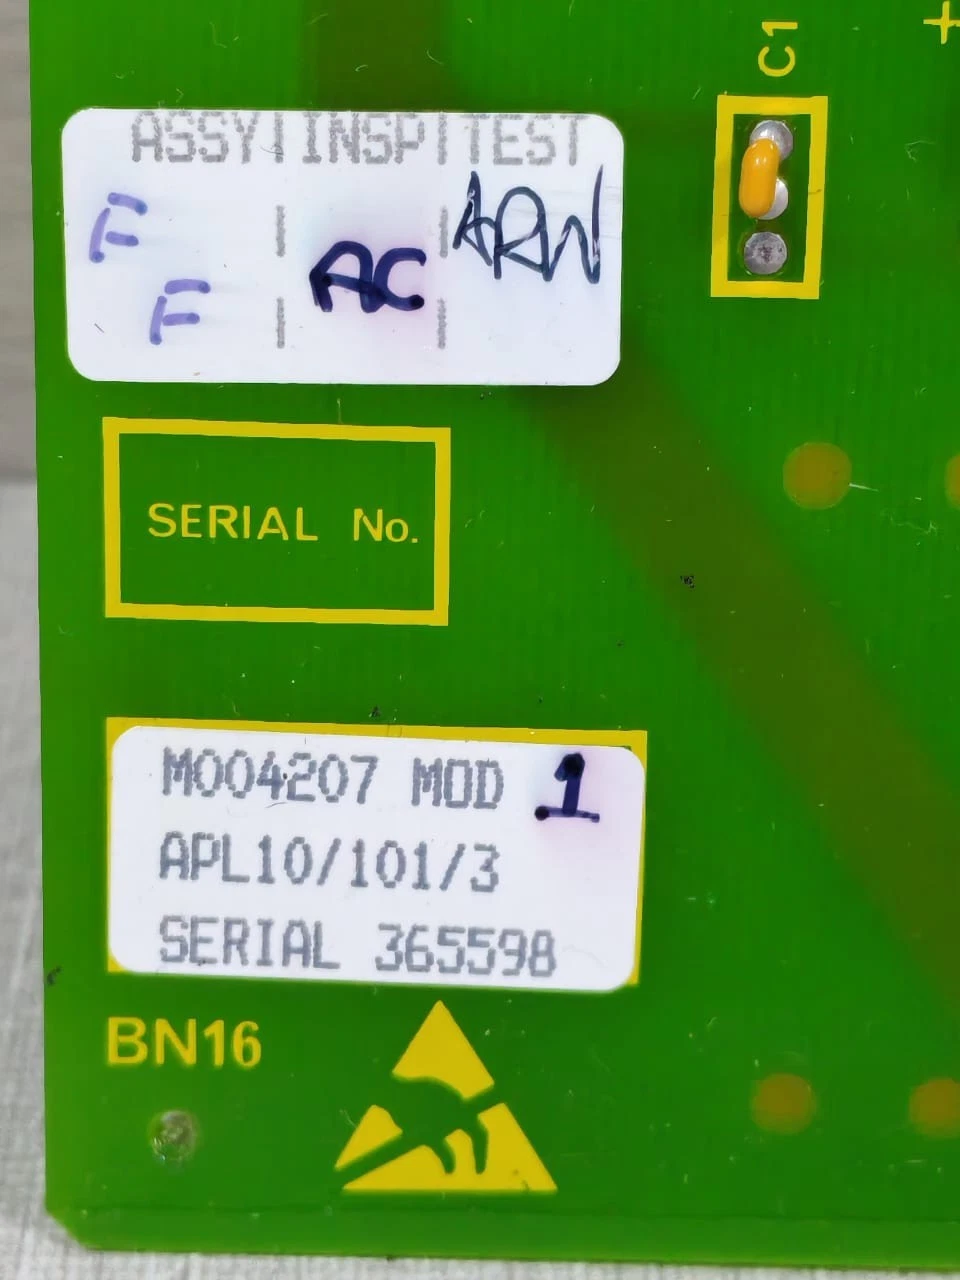 C1
+
ASSY|INSP|TEST
F AC ARW
F
SERIAL No.
M004207 MOD 1
APL10/101/3
SERIAL 365598
BN16